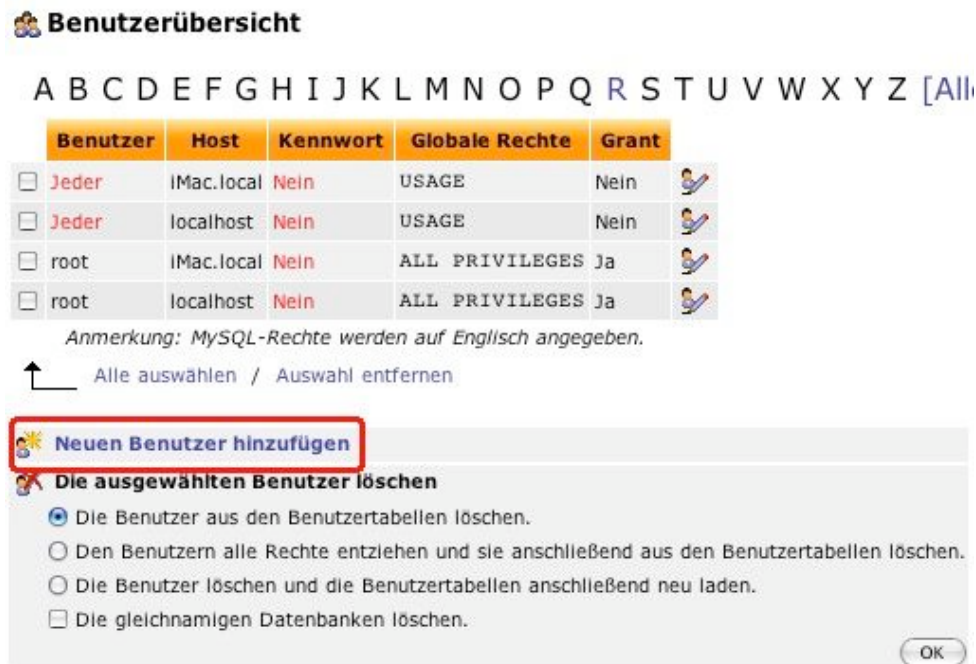 Benutzerübersicht
A B C D E F G H I J K L M N O P Q R S T U V W X Y Z [All
Benutzer Host Kennwort Globale Rechte Grant
Jeder iMac.local Nein USAGE Nein
Jeder localhost Nein USAGE Nein
root iMac.local Nein ALL PRIVILEGES Ja
root localhost Nein ALL PRIVILEGES Ja
Anmerkung: MySQL-Rechte werden auf Englisch angegeben.
Alle auswählen / Auswahl entfernen
Neuen Benutzer hinzufügen
Die ausgewählten Benutzer löschen
Die Benutzer aus den Benutzertabellen löschen.
Den Benutzern alle Rechte entziehen und sie anschließend aus den Benutzertabellen löschen.
Die Benutzer löschen und die Benutzertabellen anschließend neu laden.
Die gleichnamigen Datenbanken löschen.
OK